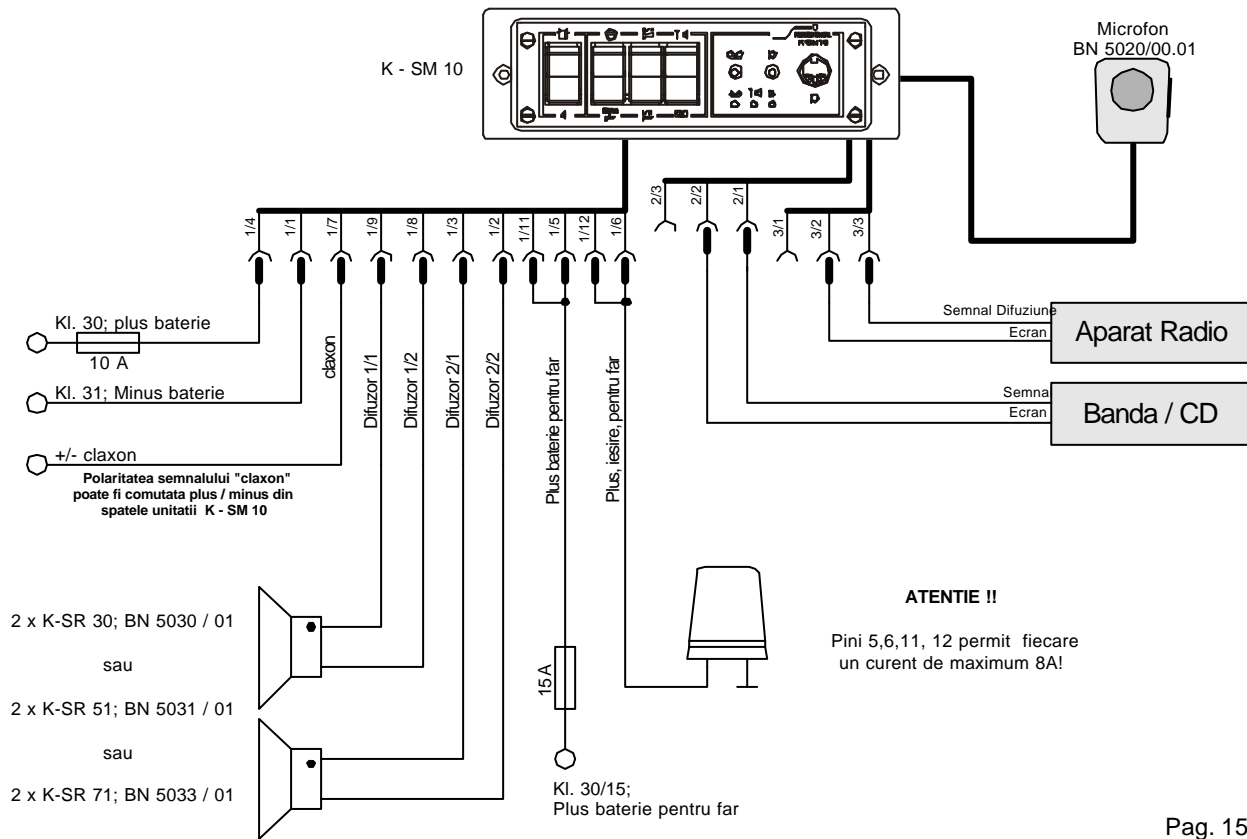 Microfon
BN 5020/00.01
K - SM 10
1/4
1/1
1/7
1/9
1/8
1/3
1/2
1/11
1/5
1/12
1/6
2/3
2/2
2/1
3/1
3/2
3/3
Kl. 30; plus baterie
10 A
Kl. 31; Minus baterie
+/- claxon
Polaritatea semnalului "claxon"
poate fi comutata plus / minus din
spatele unitatii K - SM 10
claxon
Difuzor 1/1
Difuzor 1/2
Difuzor 2/1
Difuzor 2/2
Plus baterie pentru far
Plus, iesire, pentru far
Semnal Difuziune
Ecran
Aparat Radio
Semna
Ecran
Banda / CD
2 x K-SR 30; BN 5030 / 01
sau
2 x K-SR 51; BN 5031 / 01
sau
2 x K-SR 71; BN 5033 / 01
15 A
Kl. 30/15;
Plus baterie pentru far
ATENTIE !!
Pini 5,6,11, 12 permit fiecare
un curent de maximum 8A!
Pag. 15